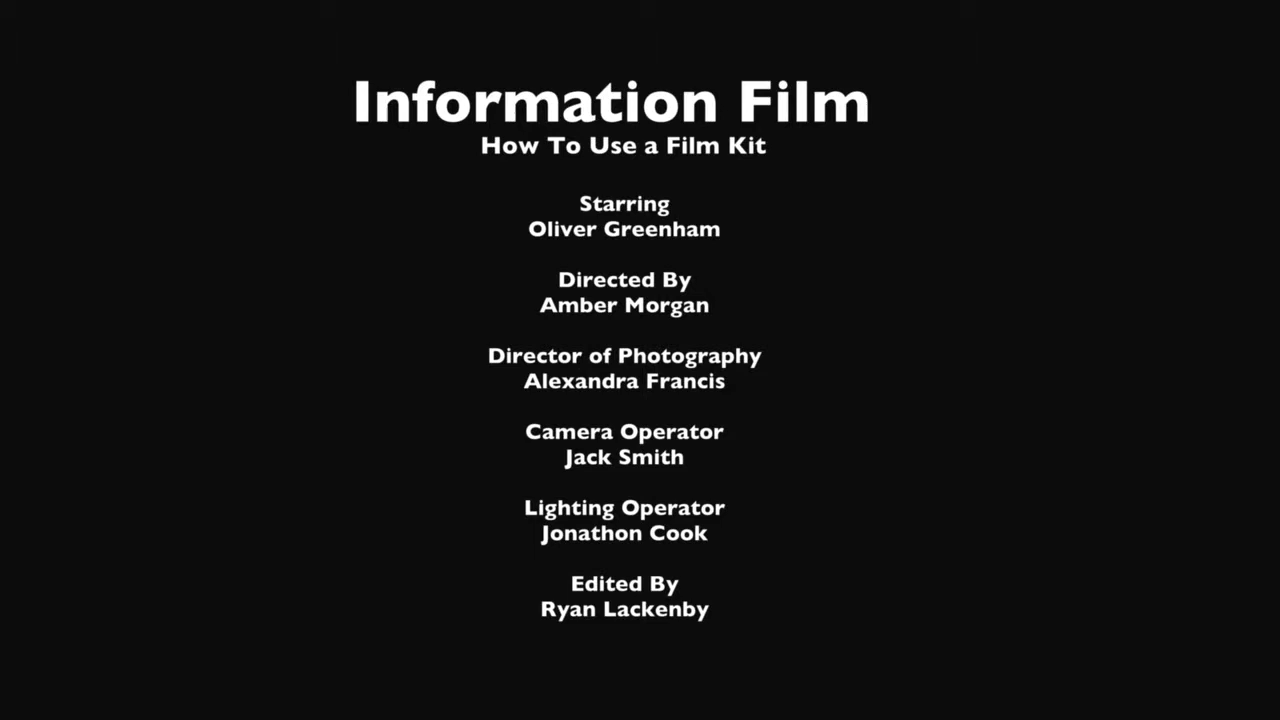 Information Film
How To Use a Film Kit
Starring
Oliver Greenham
Directed By
Amber Morgan
Director of Photography
Alexandra Francis
Camera Operator
Jack Smith
Lighting Operator
Jonathon Cook
Edited By
Ryan Lackenby